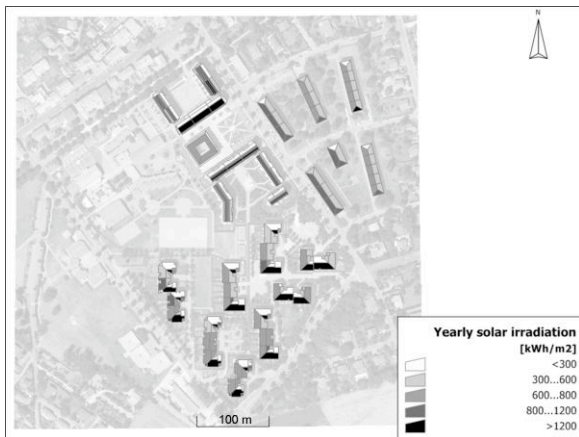 N
Yearly solar irradiation
[kWh/m2]
<300
300...600
600...800
800...1200
>1200
100 m